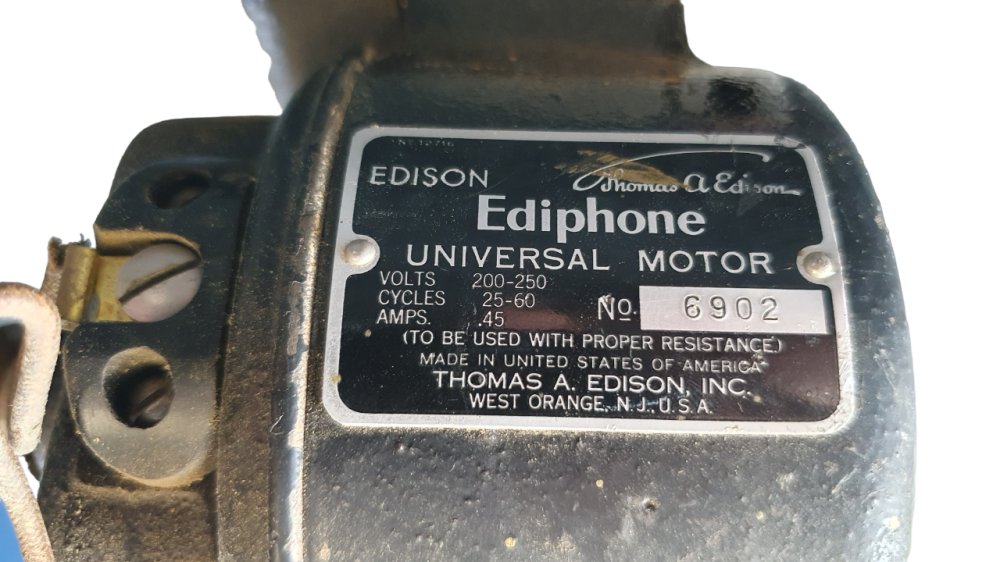 EDISON Thomas A Edison
Ediphone
UNIVERSAL MOTOR
VOLTS 200-250
CYCLES 25-60
AMPS. .45
No. 6902
(TO BE USED WITH PROPER RESISTANCE)
MADE IN UNITED STATES OF AMERICA
THOMAS A. EDISON, INC.
WEST ORANGE, N.J., U.S.A.